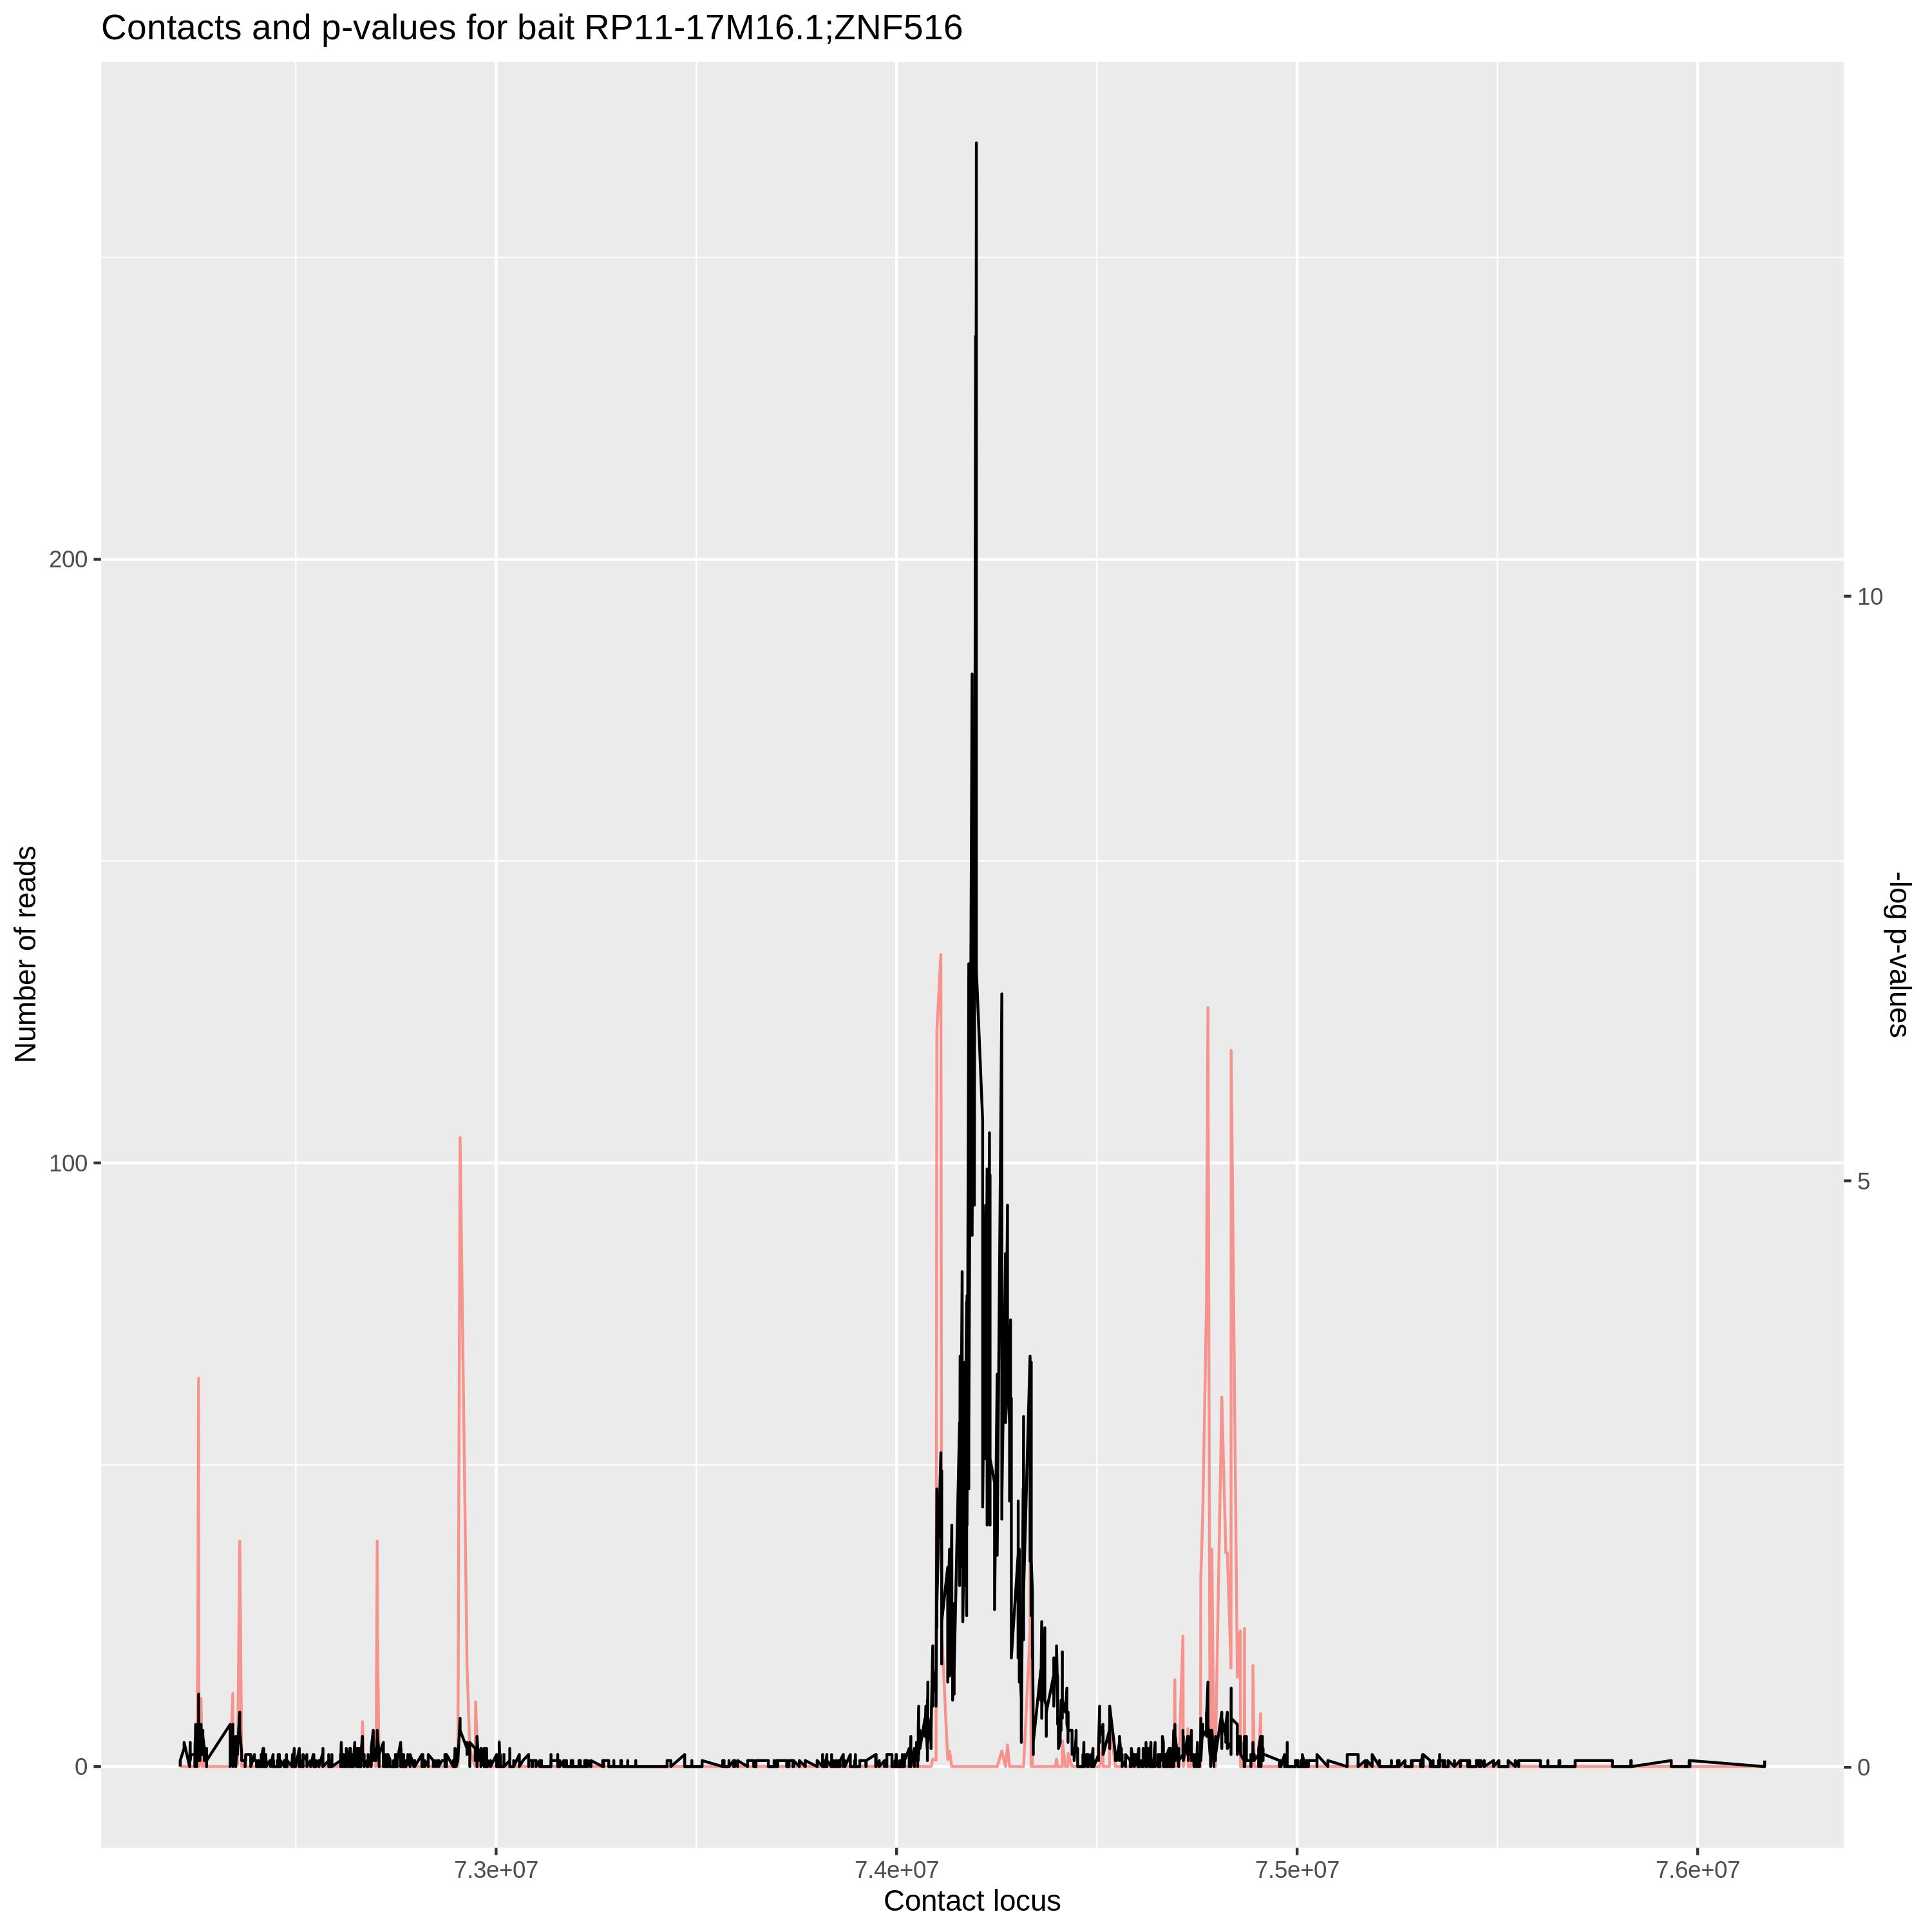 Contacts and p-values for bait RP11-17M16.1;ZNF516
200
100
0
Number of reads
10
5
0
-log p-values
7.3e+07
7.4e+07
7.5e+07
7.6e+07
Contact locus